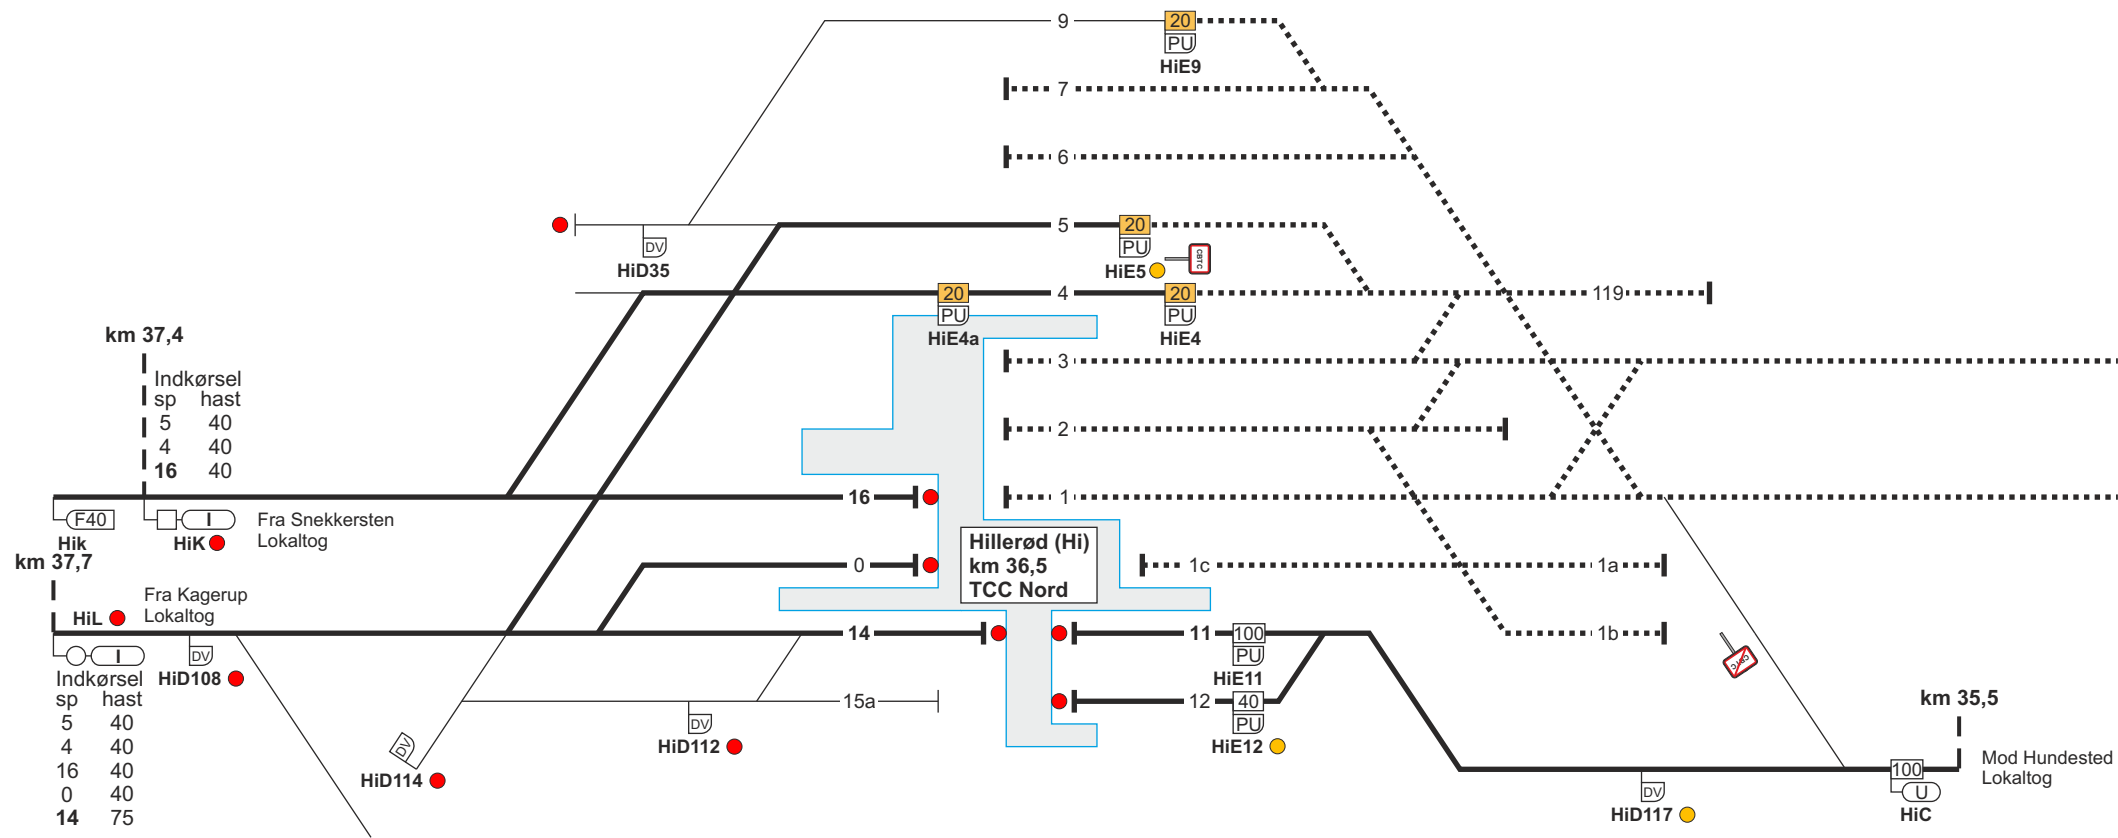 9
20
PU
HiE9
7
6
5
20
PU
HiE5
CBTC
DV
HiD35
4
20
PU
HiE4a
20
PU
HiE4
119
km 37,4
Indkørsel
sp hast
5 40
4 40
16 40
3
2
16
1
F40
Hik
I
HiK
Fra Snekkersten
Lokaltog
km 37,7
0
Hillerød (Hi)
km 36,5
TCC Nord
1c
1a
HiL
Fra Kagerup
Lokaltog
14
11
100
PU
HiE11
1b
CBTC
I
DV
HiD108
Indkørsel
sp hast
5 40
4 40
16 40
0 40
14 75
15a
DV
HiD112
DV
HiD114
12
40
PU
HiE12
km 35,5
Mod Hundested
Lokaltog
100
U
HiC
DV
HiD117